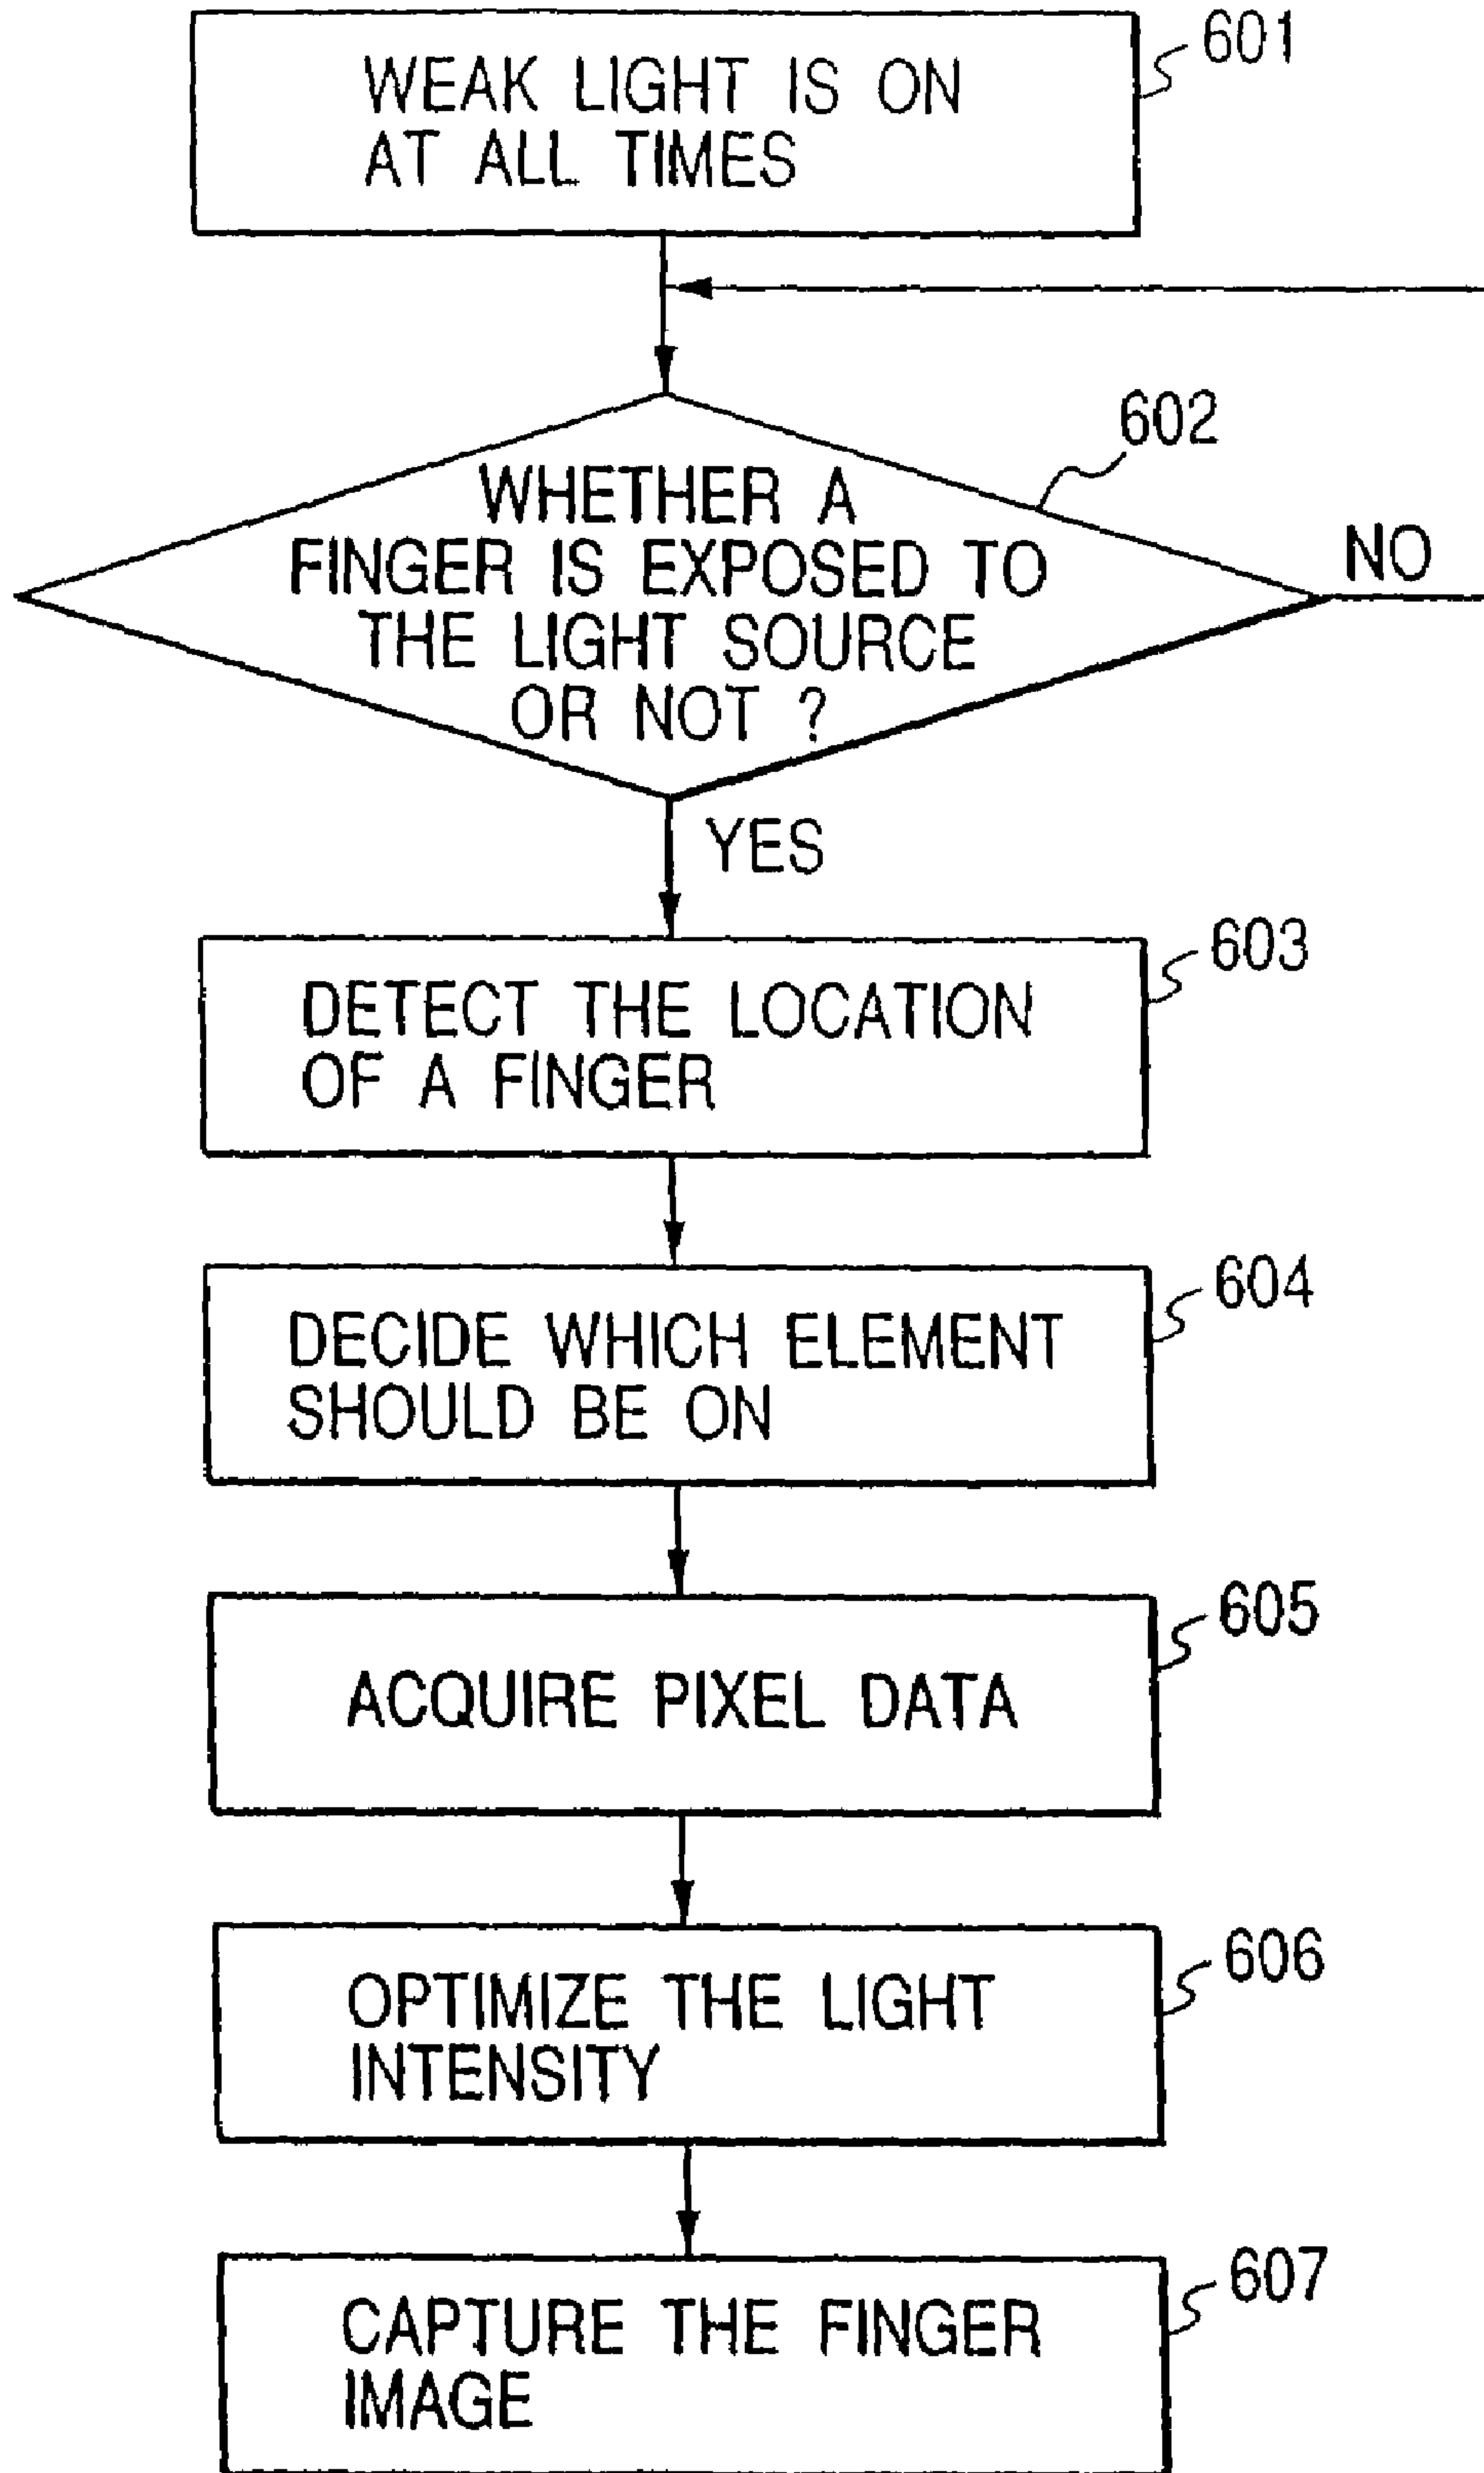 601
WEAK LIGHT IS ON
AT ALL TIMES
602
WHETHER A
FINGER IS EXPOSED TO
THE LIGHT SOURCE
OR NOT ?
NO
YES
603
DETECT THE LOCATION
OF A FINGER
604
DECIDE WHICH ELEMENT
SHOULD BE ON
605
ACQUIRE PIXEL DATA
606
OPTIMIZE THE LIGHT
INTENSITY
607
CAPTURE THE FINGER
IMAGE